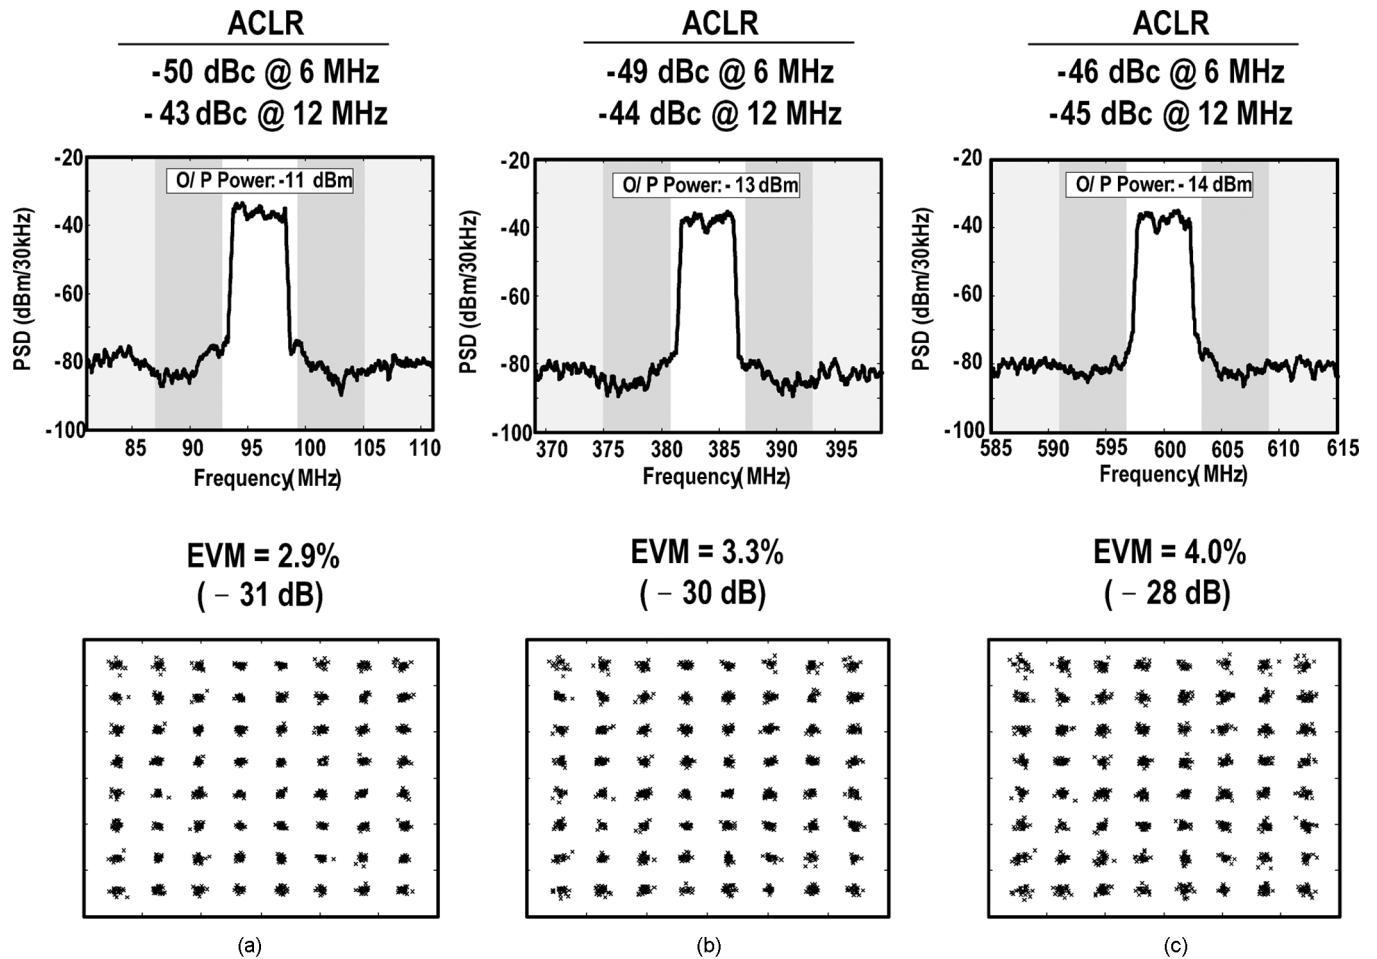 ACLR
-50 dBc @ 6 MHz
- 43 dBc @ 12 MHz
O/ P Power: -11 dBm
PSD (dBm/30kHz)
-20
-40
-60
-80
-100
85 90 95 100 105 110
Frequency(MHz)
ACLR
-49 dBc @ 6 MHz
-44 dBc @ 12 MHz
O/ P Power: - 13 dBm
PSD (dBm/30kHz)
-20
-40
-60
-80
-100
370 375 380 385 390 395
Frequency(MHz)
ACLR
-46 dBc @ 6 MHz
-45 dBc @ 12 MHz
O/ P Power: - 14 dBm
PSD (dBm/30kHz)
-20
-40
-60
-80
-100
585 590 595 600 605 610 615
Frequency(MHz)
EVM = 2.9%
( − 31 dB)
(a)
EVM = 3.3%
( − 30 dB)
(b)
EVM = 4.0%
( − 28 dB)
(c)